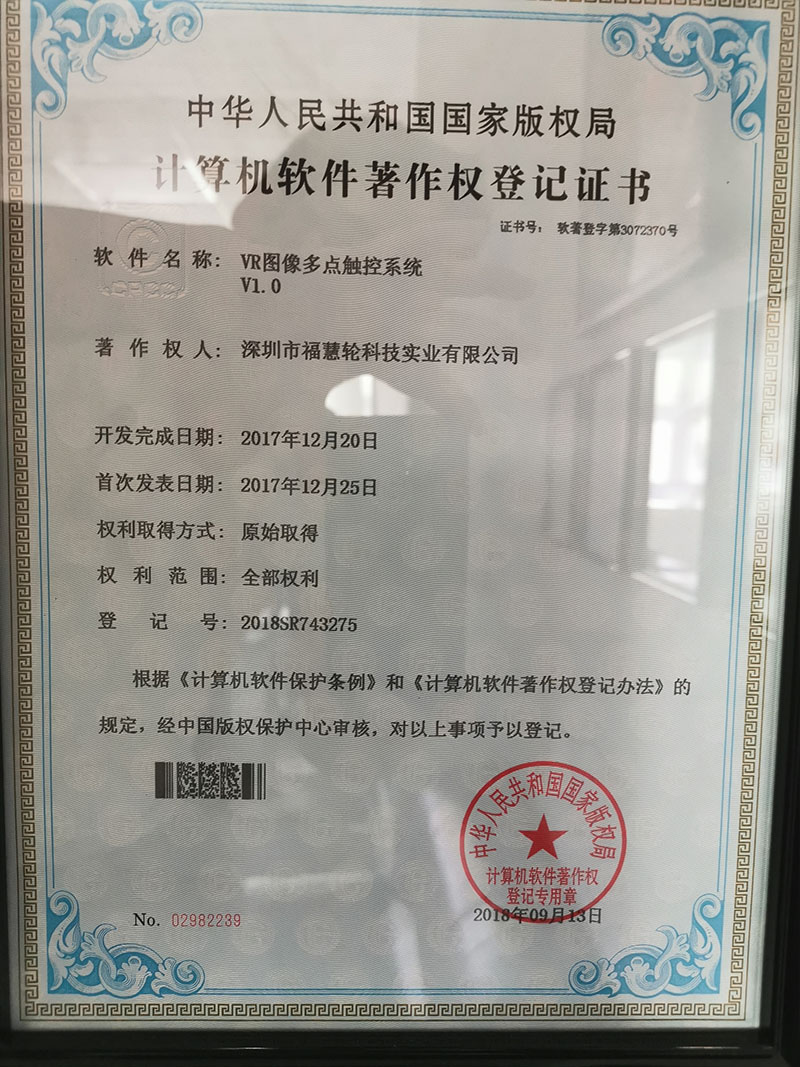 中华人民共和国国家版权局
计算机软件著作权登记证书
证书号： 软著登字第3072370号
软件名称： VR图像多点触控系统
V1.0
著作权人： 深圳市福慧轮科技实业有限公司
开发完成日期： 2017年12月20日
首次发表日期： 2017年12月25日
权利取得方式： 原始取得
权利范围： 全部权利
登记号： 2018SR743275
根据《计算机软件保护条例》和《计算机软件著作权登记办法》的
规定，经中国版权保护中心审核，对以上事项予以登记。
中华人民共和国国家版权局
计算机软件著作权
登记专用章
No. 02982239
2018年09月13日